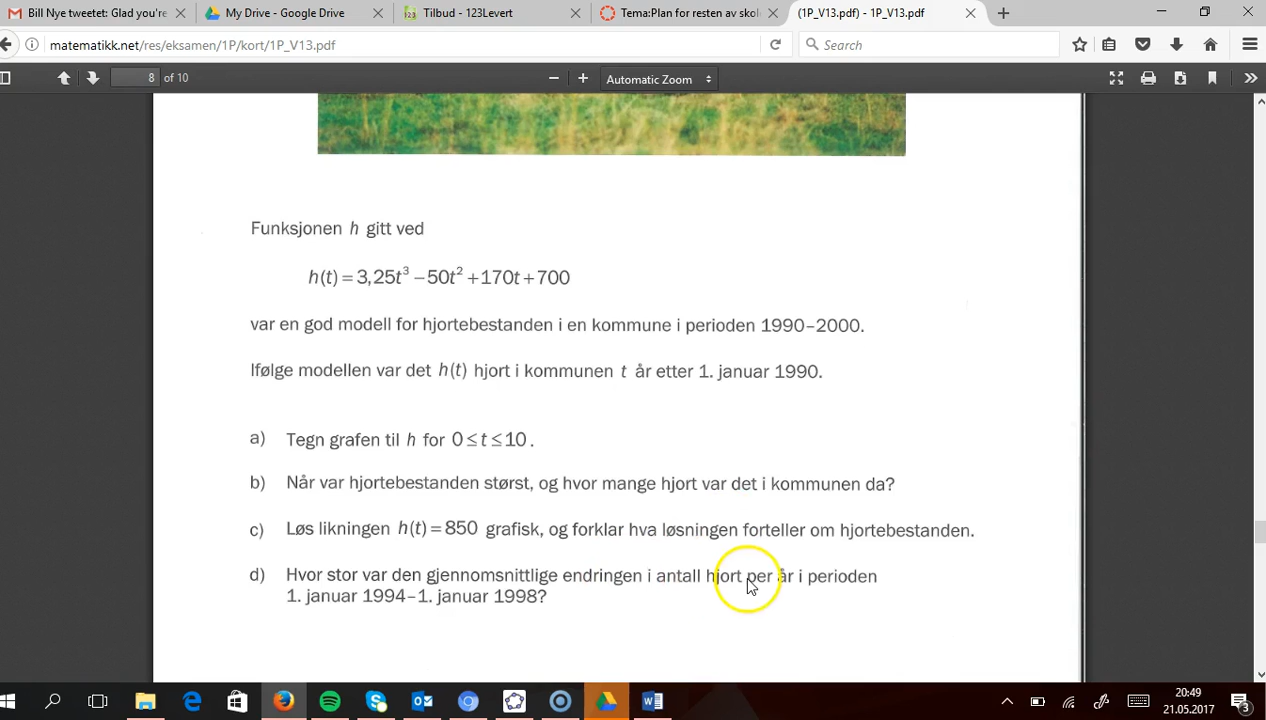 Bill Nye tweetet: Glad you're
My Drive - Google Drive
Tilbud - 123Levert
Tema:Plan for resten av skol
(1P_V13.pdf) - 1P_V13.pdf
matematikk.net/res/eksamen/1P/kort/1P_V13.pdf
Search
8 of 10
Automatic Zoom
Funksjonen h gitt ved
h(t) = 3,25t³ − 50t² + 170t + 700
var en god modell for hjortebestanden i en kommune i perioden 1990–2000.
Ifølge modellen var det h(t) hjort i kommunen t år etter 1. januar 1990.
a) Tegn grafen til h for 0 ≤ t ≤ 10.
b) Når var hjortebestanden størst, og hvor mange hjort var det i kommunen da?
c) Løs likningen h(t) = 850 grafisk, og forklar hva løsningen forteller om hjortebestanden.
d) Hvor stor var den gjennomsnittlige endringen i antall hjort per år i perioden
1. januar 1994–1. januar 1998?
20:49
21.05.2017
3